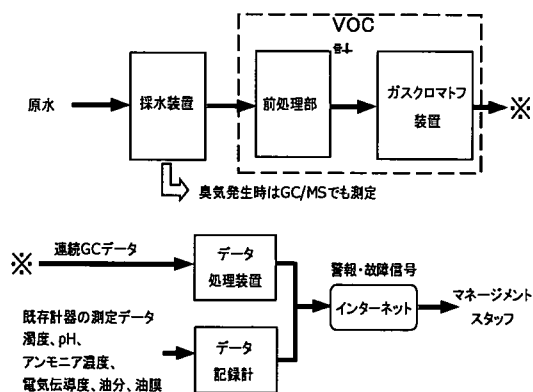 VOC
計
原水
採水装置
前処理部
ガスクロマトフ
装置
※
臭気発生時はGC/MSでも測定
※
連続GCデータ
データ
処理装置
警報・故障信号
インターネット
マネージメント
スタッフ
既存計器の測定データ
濁度、pH、
アンモニア濃度、
電気伝導度、油分、油膜
データ
記録計